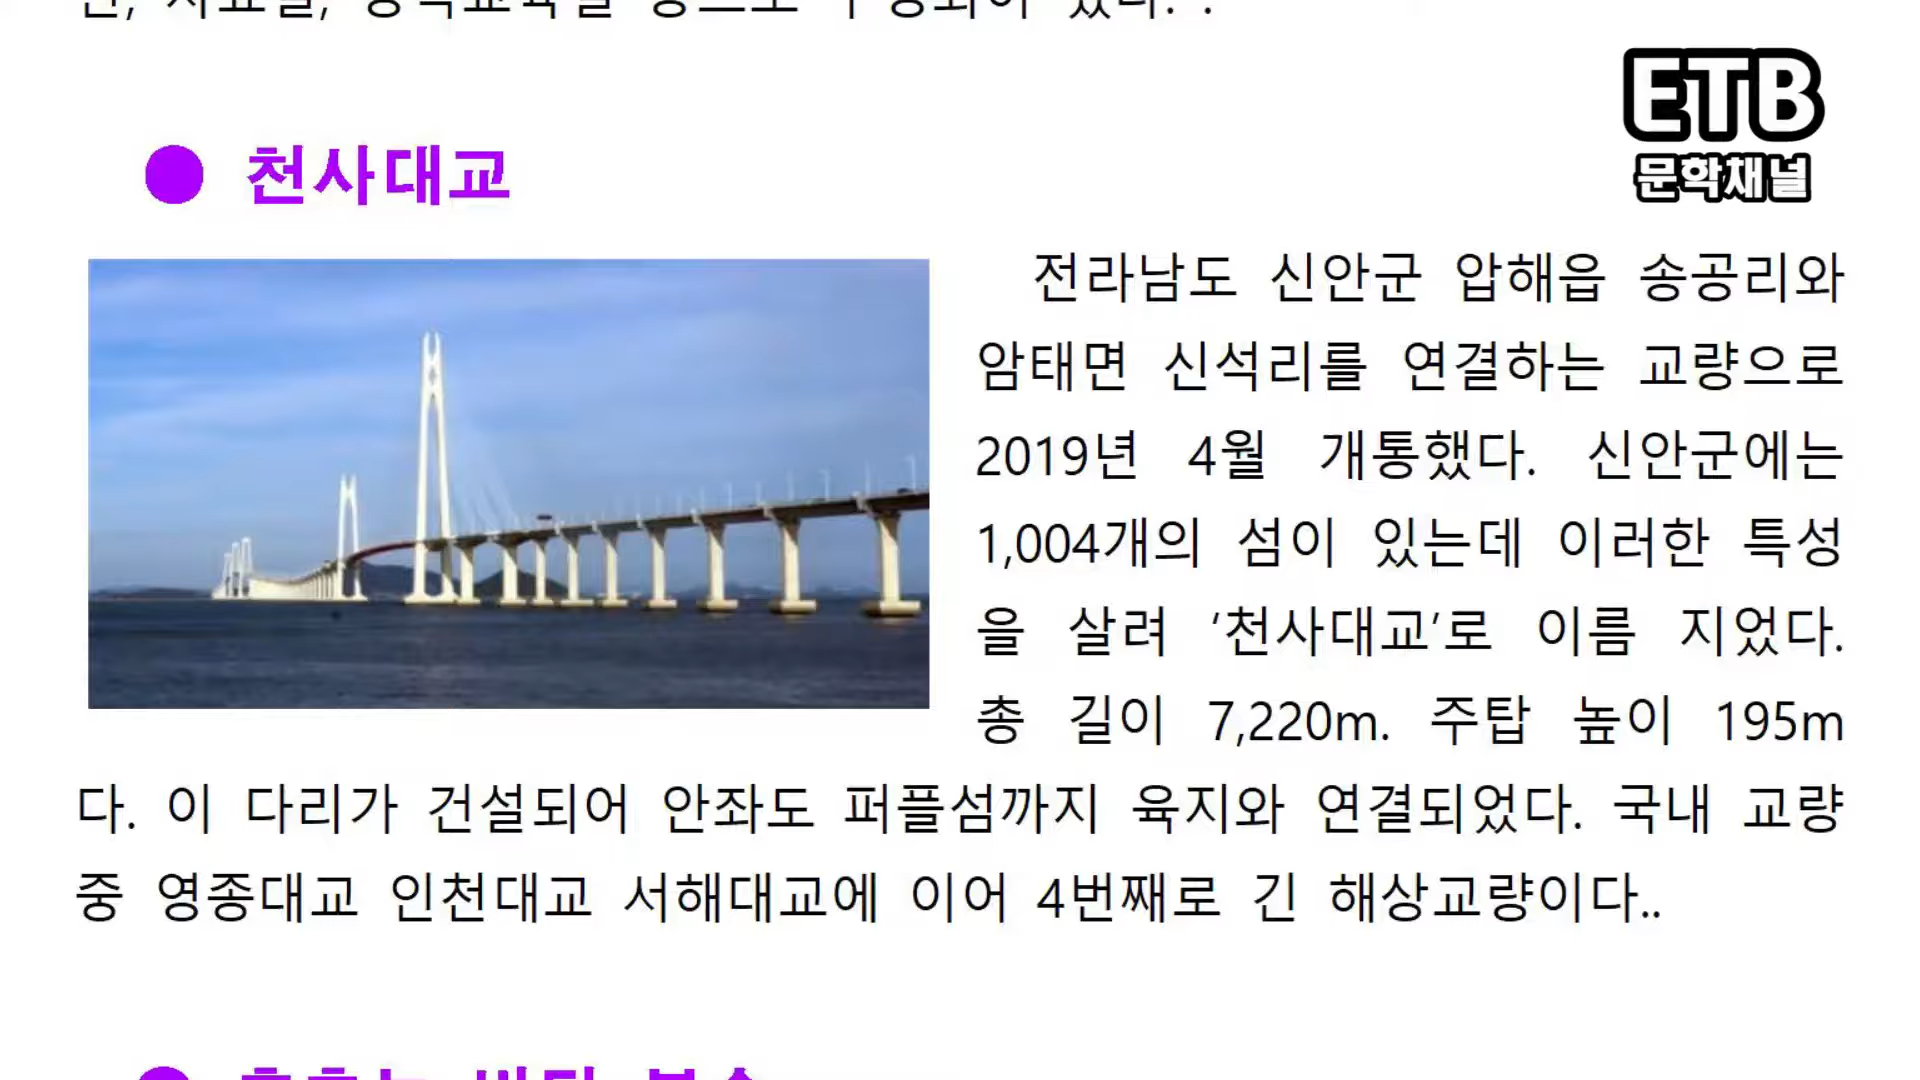 ETB
문학채널
● 천사대교
전라남도 신안군 압해읍 송공리와
암태면 신석리를 연결하는 교량으로
2019년 4월 개통했다. 신안군에는
1,004개의 섬이 있는데 이러한 특성
을 살려 '천사대교'로 이름 지었다.
총 길이 7,220m. 주탑 높이 195m
다. 이 다리가 건설되어 안좌도 퍼플섬까지 육지와 연결되었다. 국내 교량
중 영종대교 인천대교 서해대교에 이어 4번째로 긴 해상교량이다..